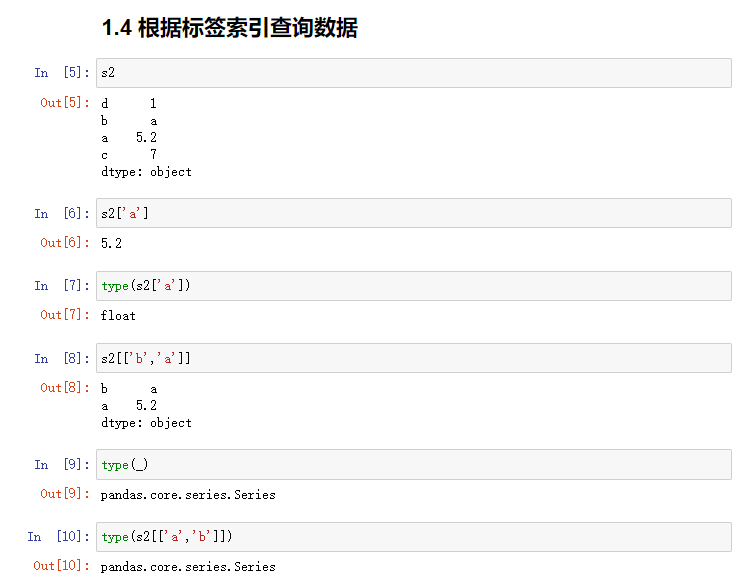 1.4 根据标签索引查询数据
In [5]: s2
Out[5]: d 1
b a
a 5.2
c 7
dtype: object
In [6]: s2['a']
Out[6]: 5.2
In [7]: type(s2['a'])
Out[7]: float
In [8]: s2[['b','a']]
Out[8]: b a
a 5.2
dtype: object
In [9]: type(_)
Out[9]: pandas.core.series.Series
In [10]: type(s2[['a','b']])
Out[10]: pandas.core.series.Series